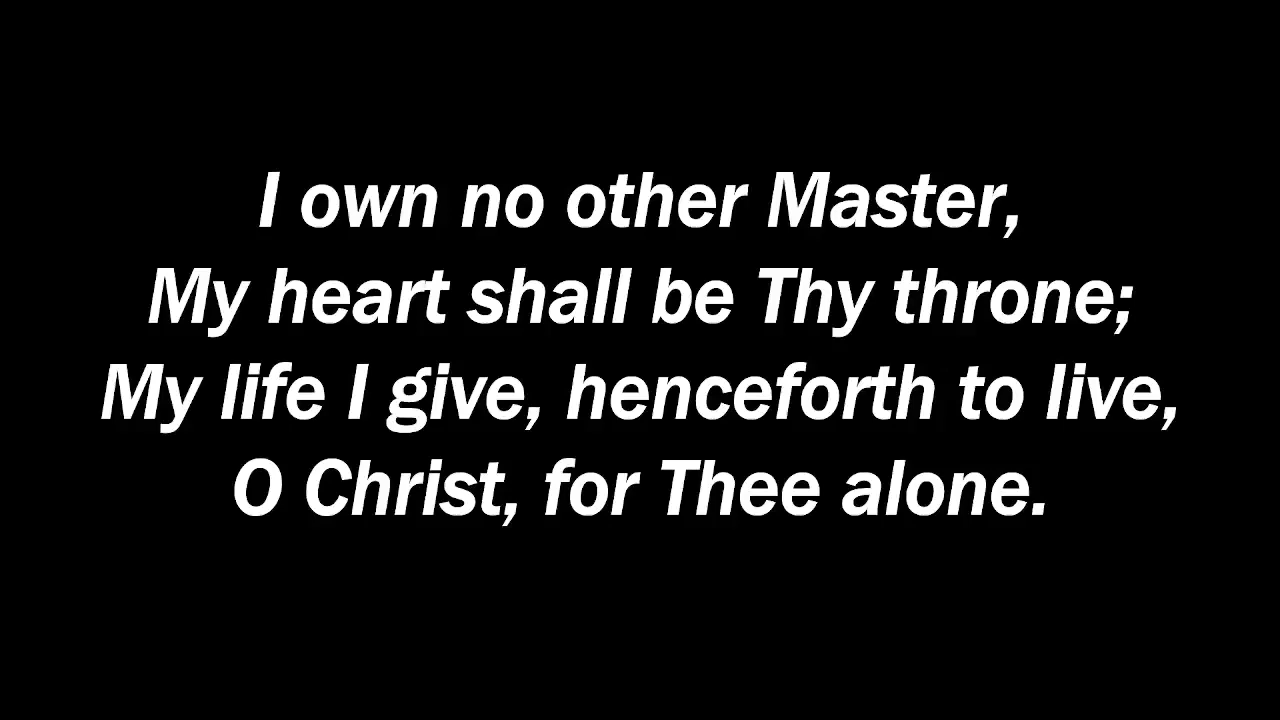 I own no other Master,
My heart shall be Thy throne;
My life I give, henceforth to live,
O Christ, for Thee alone.